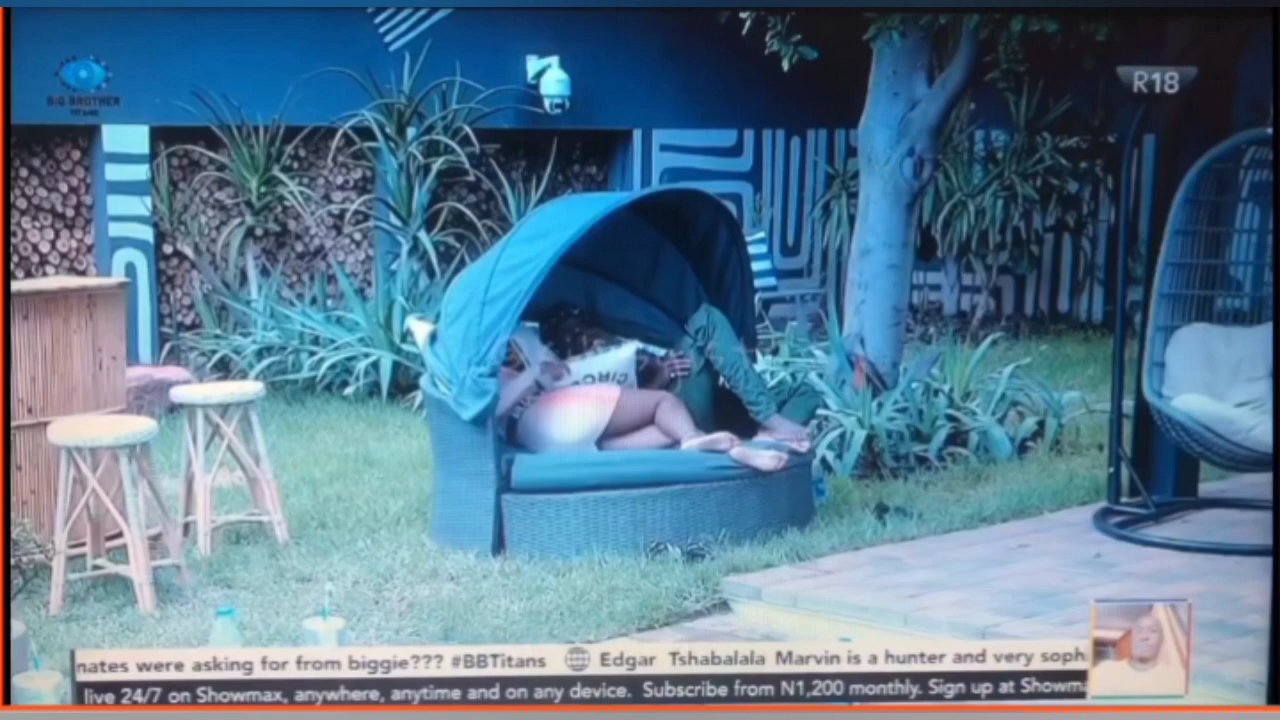 BIG BROTHER
TITANS
R18
CIRC
nates were asking for from biggie??? #BBTitans Edgar Tshabalala Marvin is a hunter and very soph
live 24/7 on Showmax, anywhere, anytime and on any device. Subscribe from N1,200 monthly. Sign up at Showm